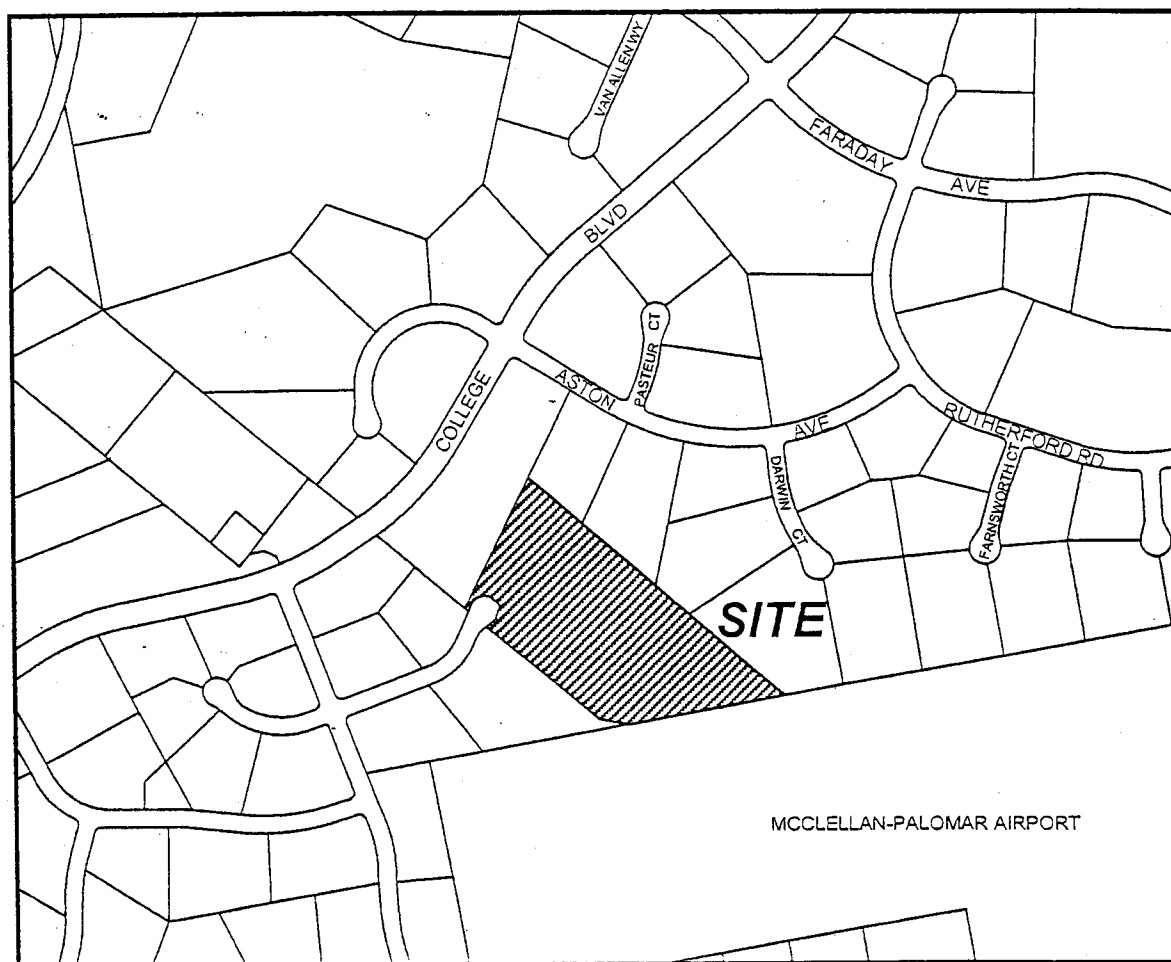 VAN ALLEN WY
FARADAY
AVE
BLVD
PASTEUR CT
COLLEGE
ASTON
AVE
RUTHERFORD RD
DARWIN
CT
FARNSWORTH CT
SITE
MCCLELLAN-PALOMAR AIRPORT